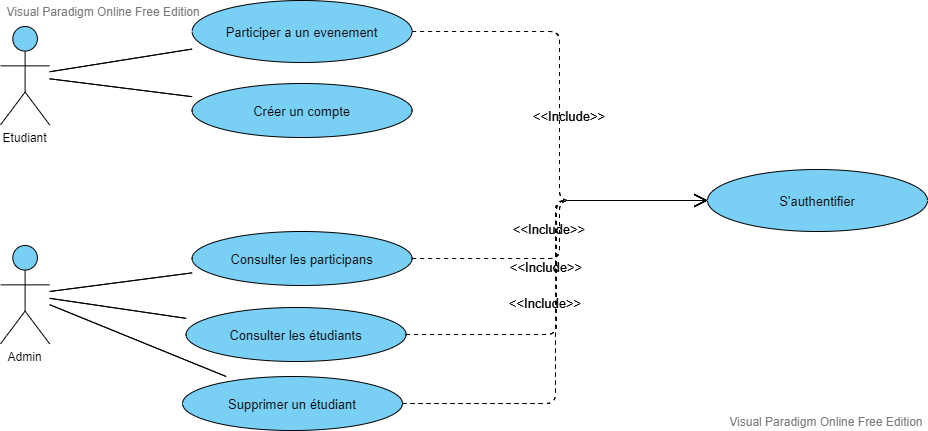 Visual Paradigm Online Free Edition
Participer a un evenement
Créer un compte
Etudiant
<<Include>>
S'authentifier
<<Include>>
Consulter les participans
<<Include>>
<<Include>>
Consulter les étudiants
Admin
Supprimer un étudiant
Visual Paradigm Online Free Edition